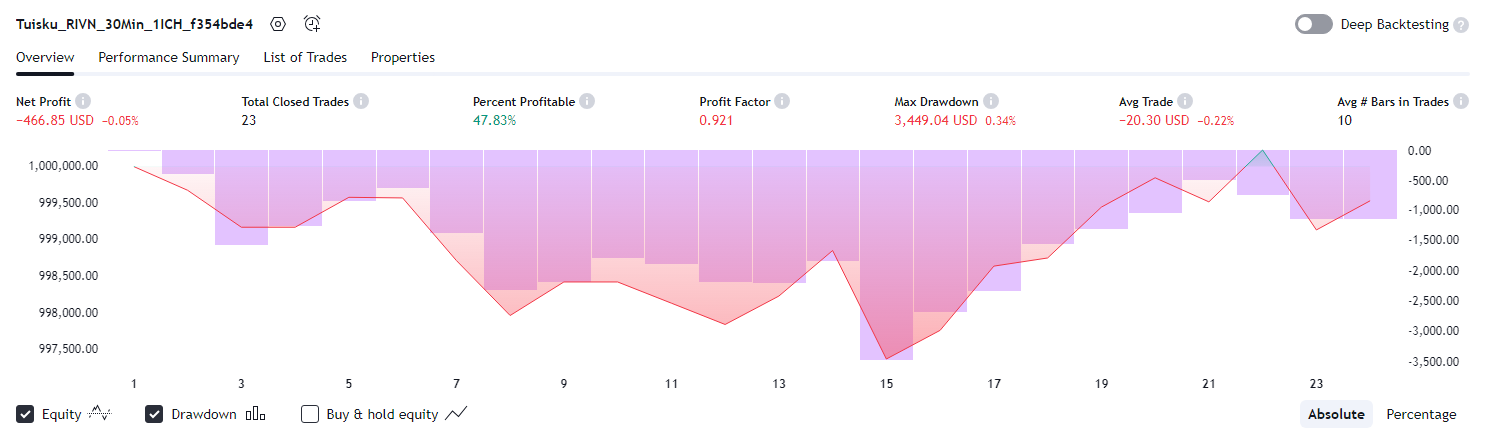 Tuisku_RIVN_30Min_1ICH_f354bde4 Deep Backtesting ?
Overview Performance Summary List of Trades Properties
Net Profit Total Closed Trades Percent Profitable Profit Factor Max Drawdown Avg Trade Avg # Bars in Trades
−466.85 USD −0.05% 23 47.83% 0.921 3,449.04 USD 0.34% −20.30 USD −0.22% 10
1,000,000.00
999,500.00
999,000.00
998,500.00
998,000.00
997,500.00
0.00
-500.00
-1,000.00
-1,500.00
-2,000.00
-2,500.00
-3,000.00
-3,500.00
1 3 5 7 9 11 13 15 17 19 21 23
Equity Drawdown Buy & hold equity Absolute Percentage